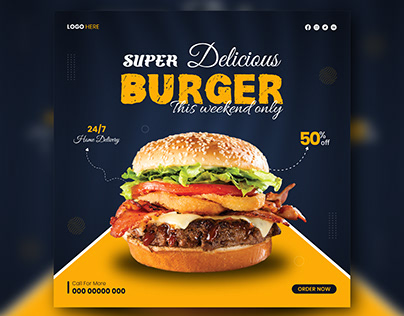 LOGO HERE
SUPER Delicious
BURGER
This weekend only
24/7
Home Delivery
50% off
Call For More
000 00000 000
ORDER NOW